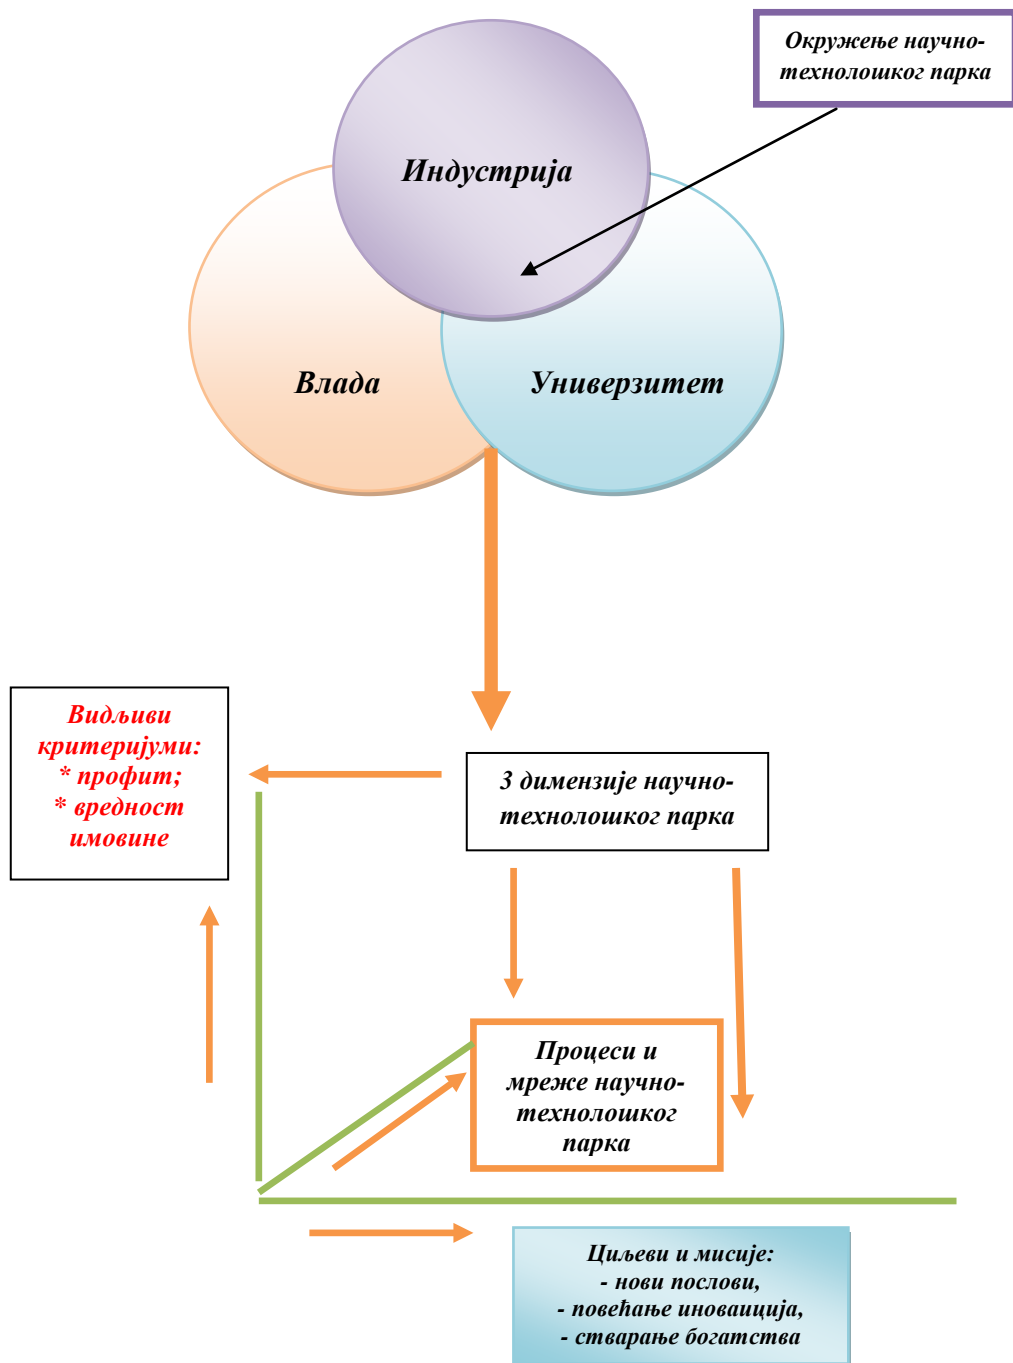 Окружење научно-
технолошког парка
Индустрија
Влада
Универзитет
Видљиви
критеријуми:
* профит;
* вредност
имовине
3 димензије научно-
технолошког парка
Процеси и
мреже научно-
технолошког
парка
Циљеви и мисије:
- нови послови,
- повећање иноваиција,
- стварање богатства